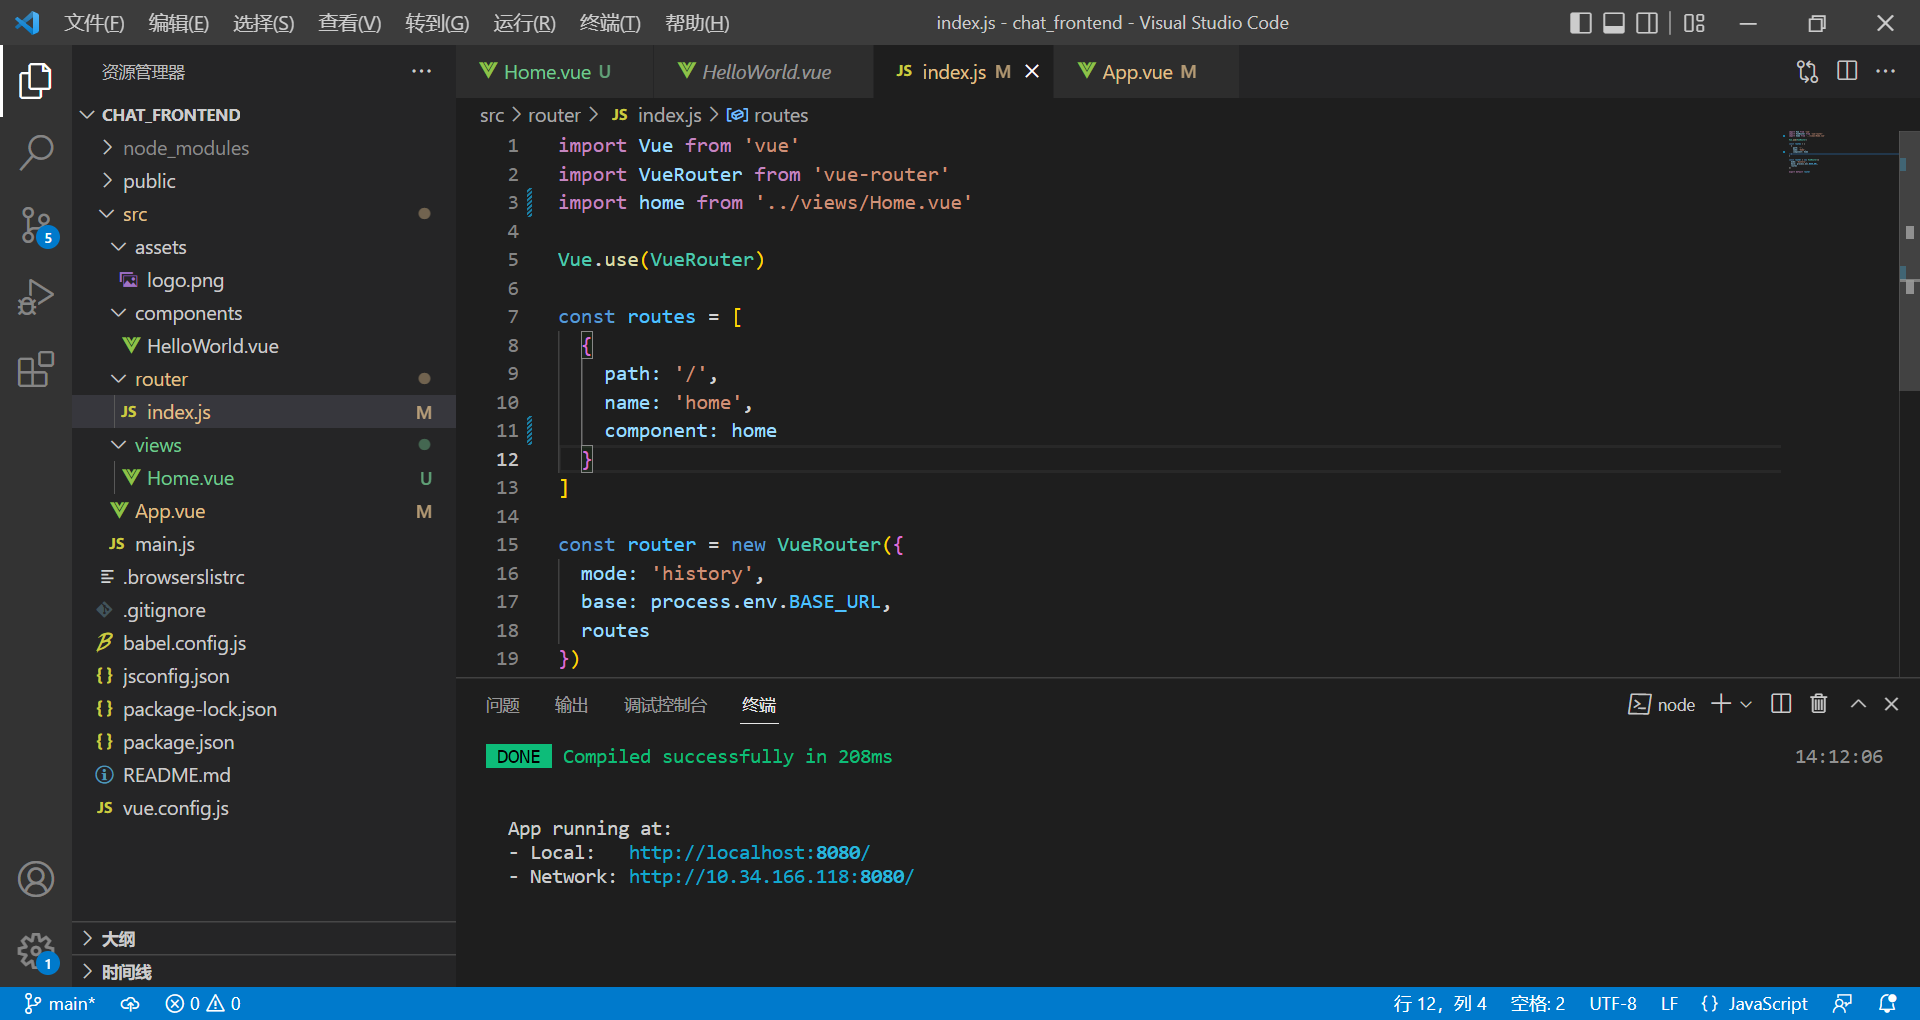 文件(F) 编辑(E) 选择(S) 查看(V) 转到(G) 运行(R) 终端(T) 帮助(H)
index.js - chat_frontend - Visual Studio Code
资源管理器
CHAT_FRONTEND
node_modules
public
src
assets
logo.png
components
HelloWorld.vue
router
JS index.js M
views
Home.vue U
App.vue M
JS main.js
.browserslistrc
.gitignore
babel.config.js
{} jsconfig.json
{} package-lock.json
{} package.json
README.md
JS vue.config.js
大纲
时间线
5
1
Home.vue U
HelloWorld.vue
JS index.js M
App.vue M
src > router > JS index.js > routes
1 import Vue from 'vue'
2 import VueRouter from 'vue-router'
3 import home from '../views/Home.vue'
4
5 Vue.use(VueRouter)
6
7 const routes = [
8 {
9 path: '/',
10 name: 'home',
11 component: home
12 }
13 ]
14
15 const router = new VueRouter({
16 mode: 'history',
17 base: process.env.BASE_URL,
18 routes
19 })
问题 输出 调试控制台 终端
node
DONE Compiled successfully in 208ms 14:12:06
App running at:
- Local: http://localhost:8080/
- Network: http://10.34.166.118:8080/
main* 0 0
行 12，列 4 空格: 2 UTF-8 LF {} JavaScript